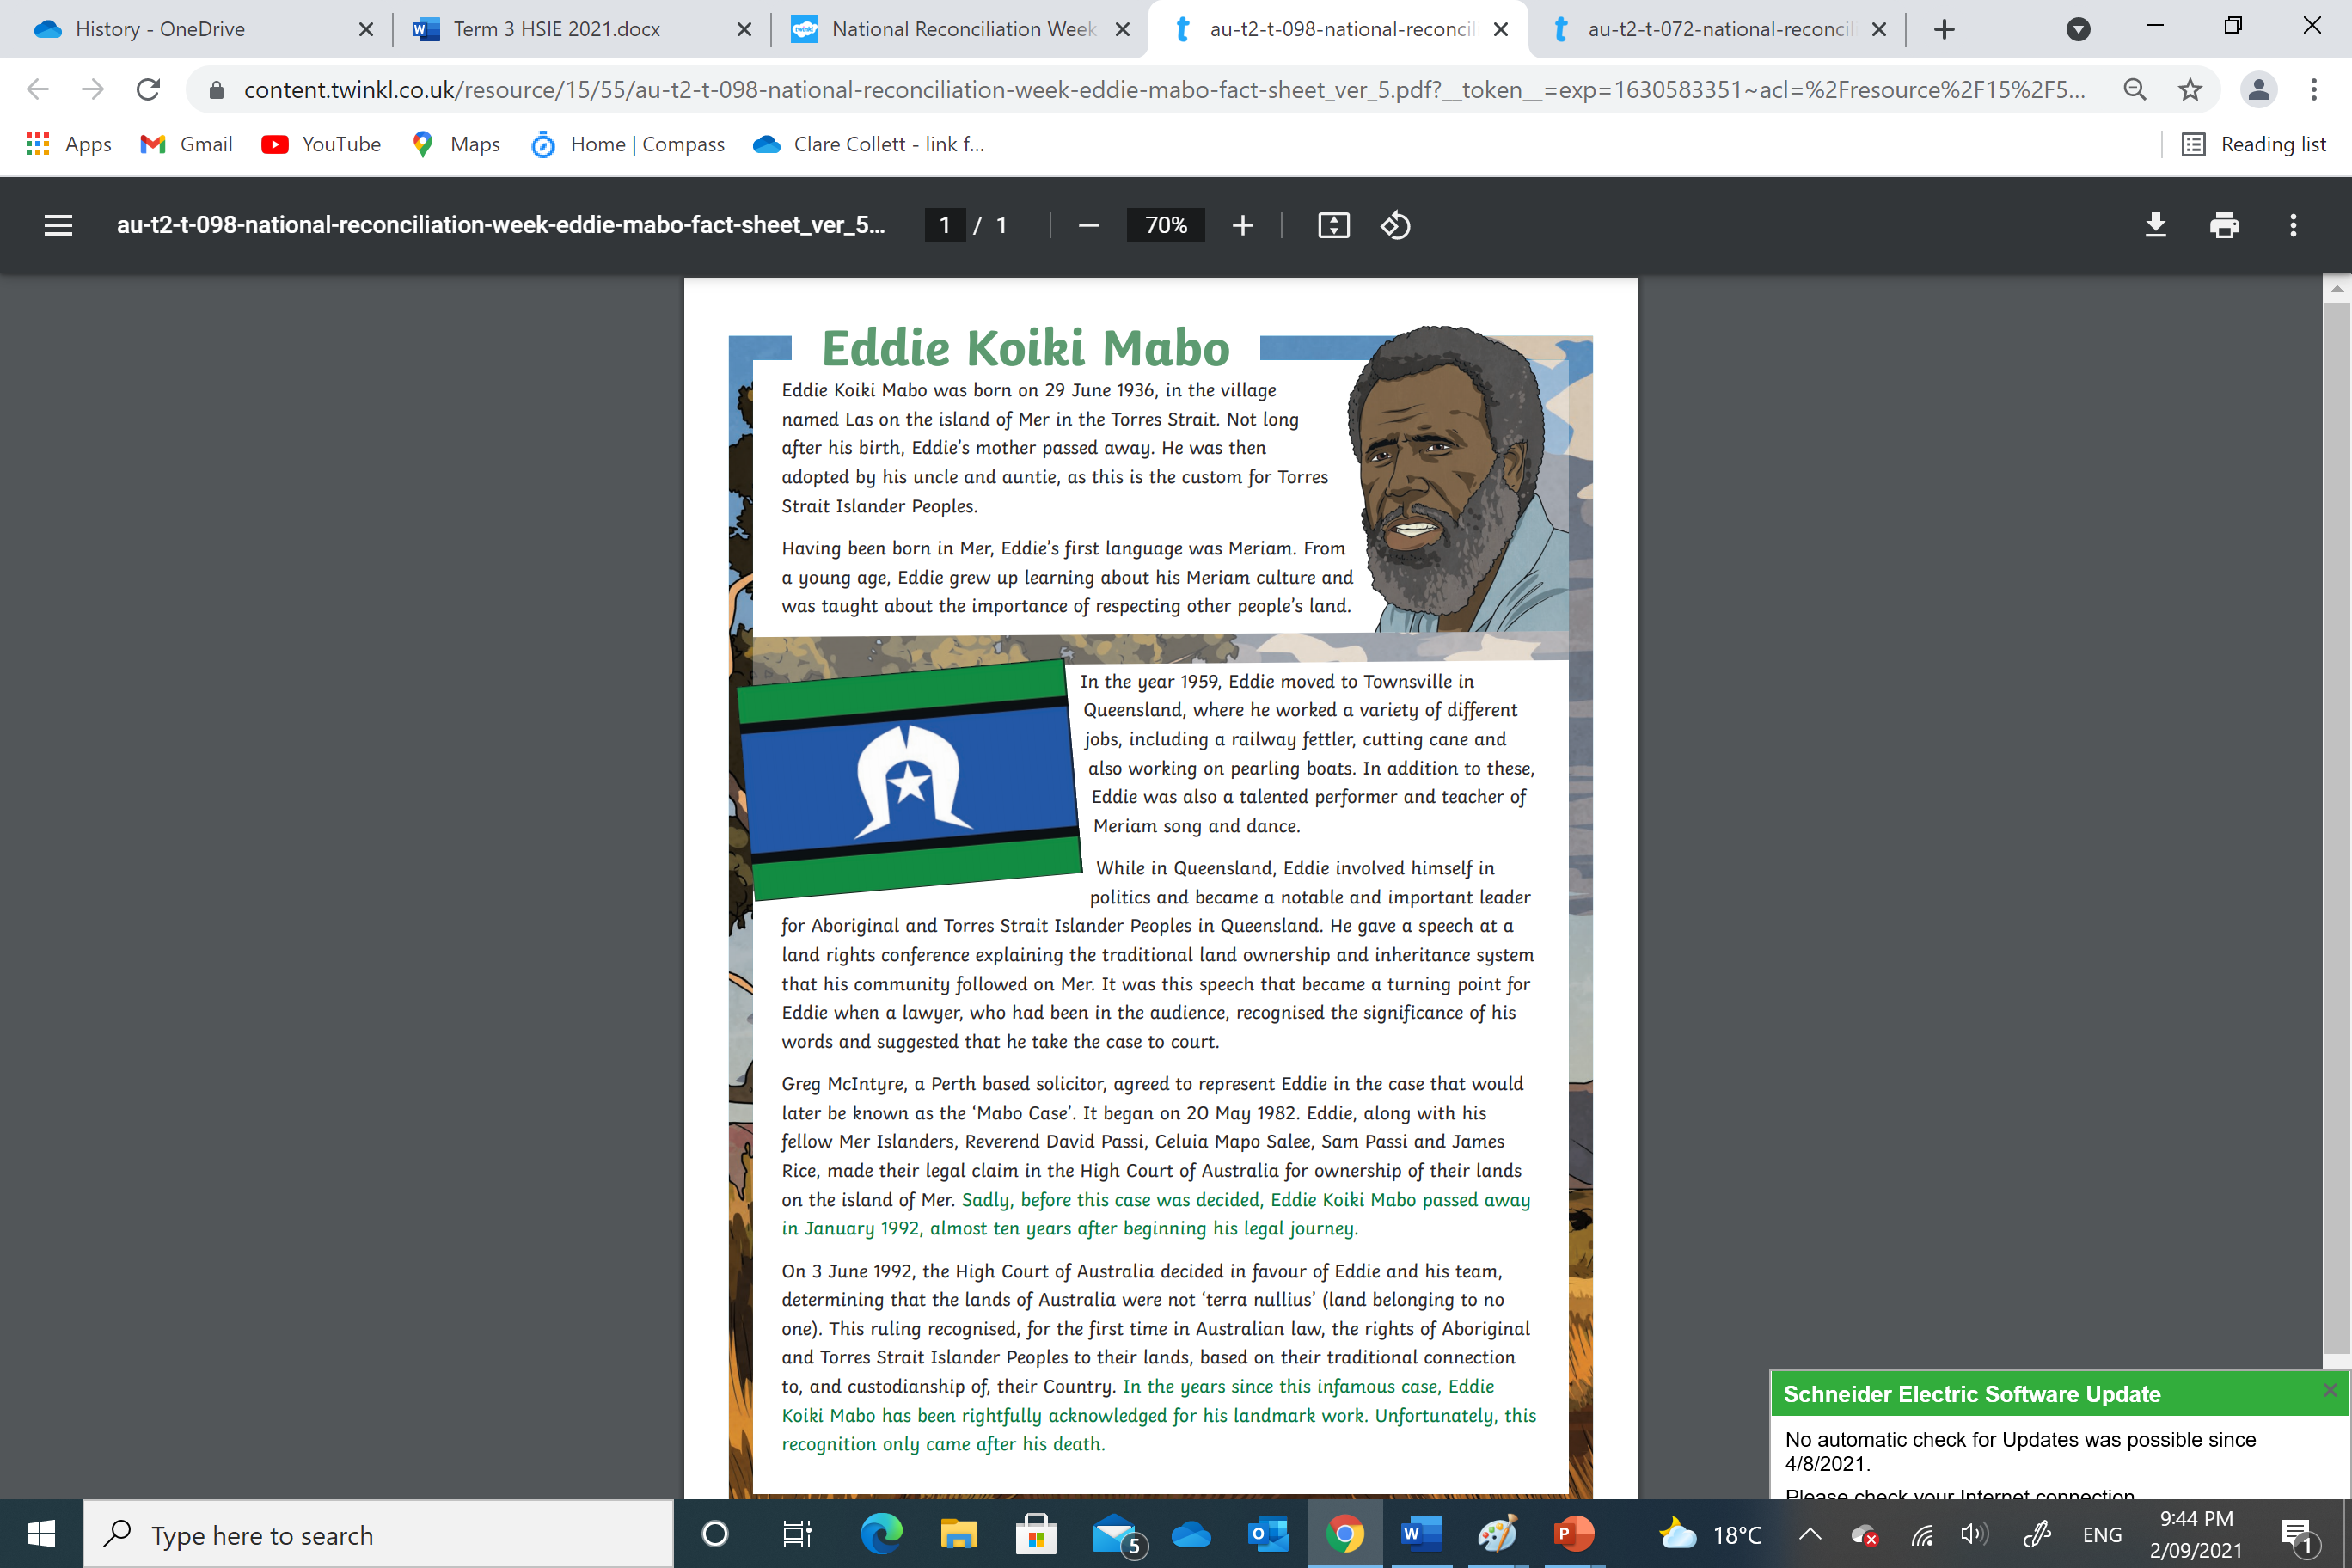 History - OneDrive
Term 3 HSIE 2021.docx
National Reconciliation Week
au-t2-t-098-national-reconcil
au-t2-t-072-national-reconcil
content.twinkl.co.uk/resource/15/55/au-t2-t-098-national-reconciliation-week-eddie-mabo-fact-sheet_ver_5.pdf?__token__=exp=1630583351~acl=%2Fresource%2F15%2F5...
Apps
Gmail
YouTube
Maps
Home | Compass
Clare Collett - link f...
Reading list
au-t2-t-098-national-reconciliation-week-eddie-mabo-fact-sheet_ver_5...
1 / 1
70%
Eddie Koiki Mabo
Eddie Koiki Mabo was born on 29 June 1936, in the village
named Las on the island of Mer in the Torres Strait. Not long
after his birth, Eddie's mother passed away. He was then
adopted by his uncle and auntie, as this is the custom for Torres
Strait Islander Peoples.
Having been born in Mer, Eddie's first language was Meriam. From
a young age, Eddie grew up learning about his Meriam culture and
was taught about the importance of respecting other people's land.
In the year 1959, Eddie moved to Townsville in
Queensland, where he worked a variety of different
jobs, including a railway fettler, cutting cane and
also working on pearling boats. In addition to these,
Eddie was also a talented performer and teacher of
Meriam song and dance.
While in Queensland, Eddie involved himself in
politics and became a notable and important leader
for Aboriginal and Torres Strait Islander Peoples in Queensland. He gave a speech at a
land rights conference explaining the traditional land ownership and inheritance system
that his community followed on Mer. It was this speech that became a turning point for
Eddie when a lawyer, who had been in the audience, recognised the significance of his
words and suggested that he take the case to court.
Greg McIntyre, a Perth based solicitor, agreed to represent Eddie in the case that would
later be known as the 'Mabo Case'. It began on 20 May 1982. Eddie, along with his
fellow Mer Islanders, Reverend David Passi, Celuia Mapo Salee, Sam Passi and James
Rice, made their legal claim in the High Court of Australia for ownership of their lands
on the island of Mer. Sadly, before this case was decided, Eddie Koiki Mabo passed away
in January 1992, almost ten years after beginning his legal journey.
On 3 June 1992, the High Court of Australia decided in favour of Eddie and his team,
determining that the lands of Australia were not 'terra nullius' (land belonging to no
one). This ruling recognised, for the first time in Australian law, the rights of Aboriginal
and Torres Strait Islander Peoples to their lands, based on their traditional connection
to, and custodianship of, their Country. In the years since this infamous case, Eddie
Koiki Mabo has been rightfully acknowledged for his landmark work. Unfortunately, this
recognition only came after his death.
Schneider Electric Software Update
No automatic check for Updates was possible since
4/8/2021.
Please check your Internet connection
Type here to search
5
18°C
ENG
9:44 PM
2/09/2021
1